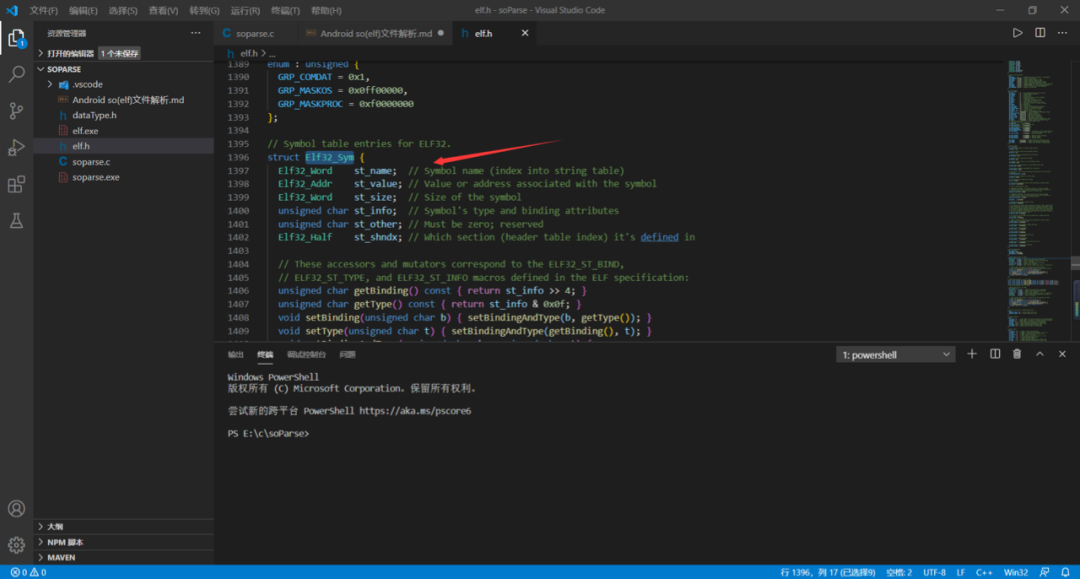 文件(F) 编辑(E) 选择(S) 查看(V) 转到(G) 运行(R) 终端(T) 帮助(H)
elf.h - soParse - Visual Studio Code
资源管理器
打开的编辑器 1 个未保存
SOPARSE
.vscode
Android so(elf)文件解析.md
dataType.h
elf.exe
elf.h
soparse.c
soparse.exe
大纲
NPM 脚本
MAVEN
soparse.c
Android so(elf)文件解析.md
elf.h
elf.h > ...
1389 enum : unsigned {
1390 GRP_COMDAT = 0x1,
1391 GRP_MASKOS = 0x0ff00000,
1392 GRP_MASKPROC = 0xf0000000
1393 };
1394
1395 // Symbol table entries for ELF32.
1396 struct Elf32_Sym {
1397 Elf32_Word st_name; // Symbol name (index into string table)
1398 Elf32_Addr st_value; // Value or address associated with the symbol
1399 Elf32_Word st_size; // Size of the symbol
1400 unsigned char st_info; // Symbol's type and binding attributes
1401 unsigned char st_other; // Must be zero; reserved
1402 Elf32_Half st_shndx; // Which section (header table index) it's defined in
1403
1404 // These accessors and mutators correspond to the ELF32_ST_BIND,
1405 // ELF32_ST_TYPE, and ELF32_ST_INFO macros defined in the ELF specification:
1406 unsigned char getBinding() const { return st_info >> 4; }
1407 unsigned char getType() const { return st_info & 0x0f; }
1408 void setBinding(unsigned char b) { setBindingAndType(b, getType()); }
1409 void setType(unsigned char t) { setBindingAndType(getBinding(), t); }
输出 终端 调试控制台 问题
1: powershell
Windows PowerShell
版权所有 (C) Microsoft Corporation。保留所有权利。
尝试新的跨平台 PowerShell https://aka.ms/pscore6
PS E:\c\soParse>
0 0
行 1396，列 17 (已选择9) 空格: 2 UTF-8 LF C++ Win32